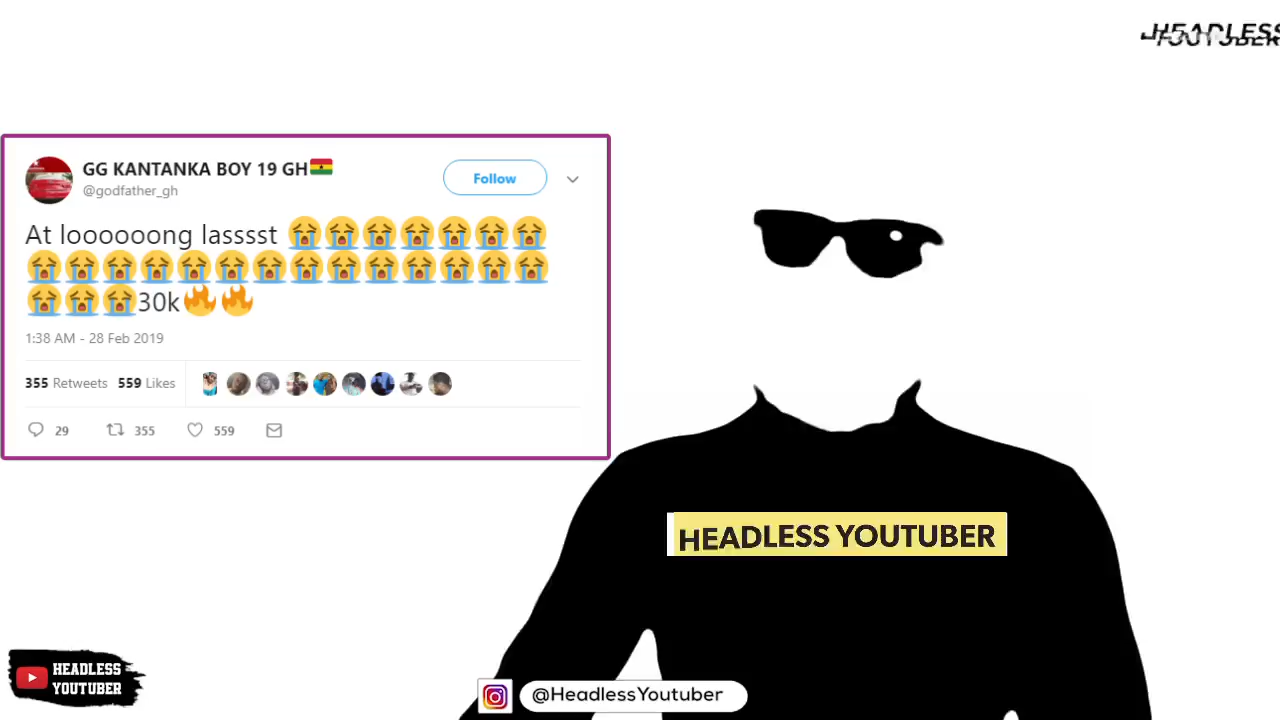 HEADLESS
YOUTUBER
GG KANTANKA BOY 19 GH🇬🇭
@godfather_gh
Follow
At loooooong lasssst 😭😭😭😭😭😭😭
😭😭😭😭😭😭😭😭😭😭😭😭😭😭
😭😭😭30k🔥🔥
1:38 AM - 28 Feb 2019
355 Retweets 559 Likes
29 355 559
HEADLESS YOUTUBER
HEADLESS
YOUTUBER
@HeadlessYoutuber